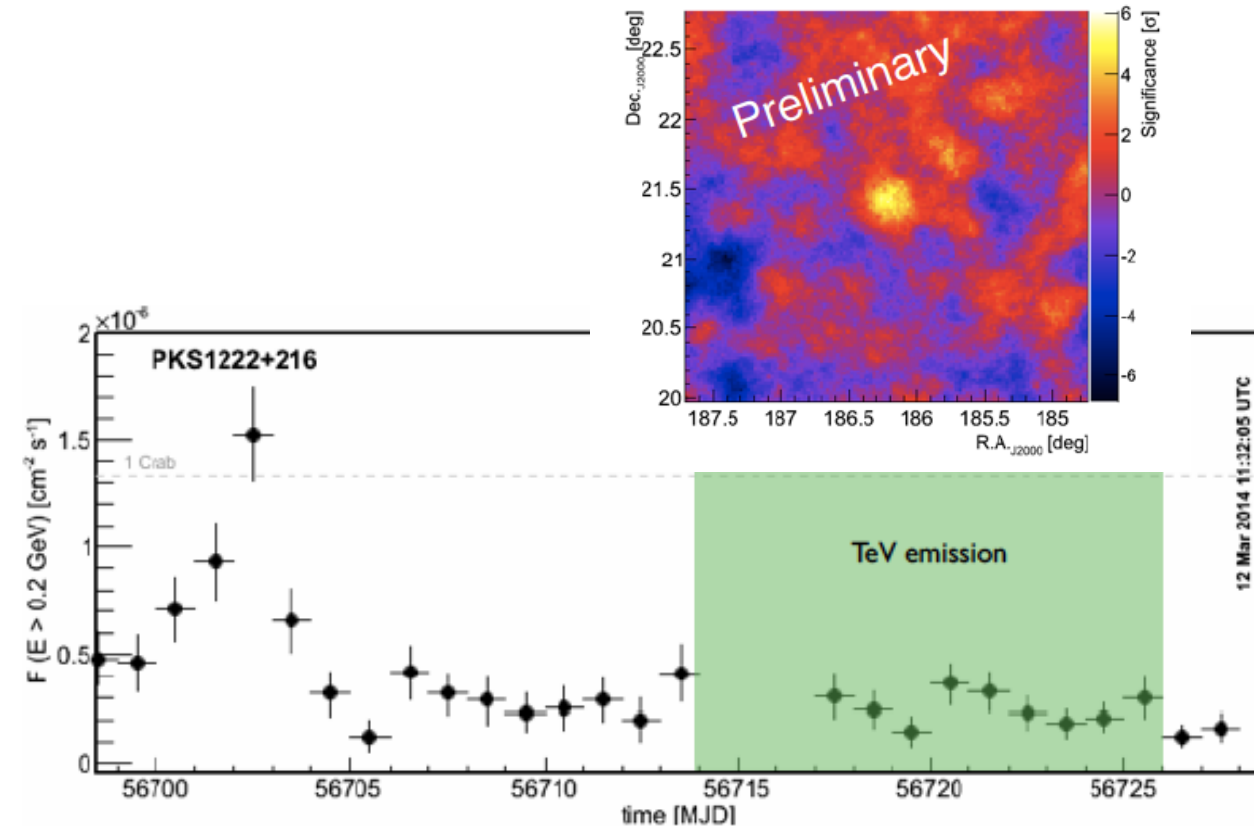 Preliminary
Dec.J2000 [deg]
22.5
22
21.5
21
20.5
20
187.5 187 186.5 186 185.5 185
R.A.J2000 [deg]
6
4
2
0
-2
-4
-6
Significance [σ]
×10⁻⁶
PKS1222+216
1 Crab
TeV emission
F (E > 0.2 GeV) [cm⁻² s⁻¹]
2
1.5
1
0.5
0
56700 56705 56710 56715 56720 56725
time [MJD]
12 Mar 2014 11:32:05 UTC